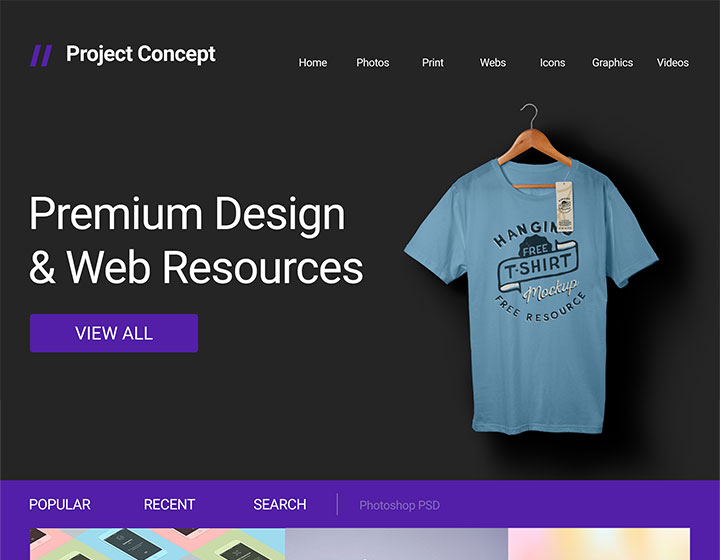 Project Concept
Home Photos Print Webs Icons Graphics Videos
Premium Design
& Web Resources
VIEW ALL
HANGING
FREE
T-SHIRT
Mockup
FREE RESOURCE
POPULAR RECENT SEARCH Photoshop PSD